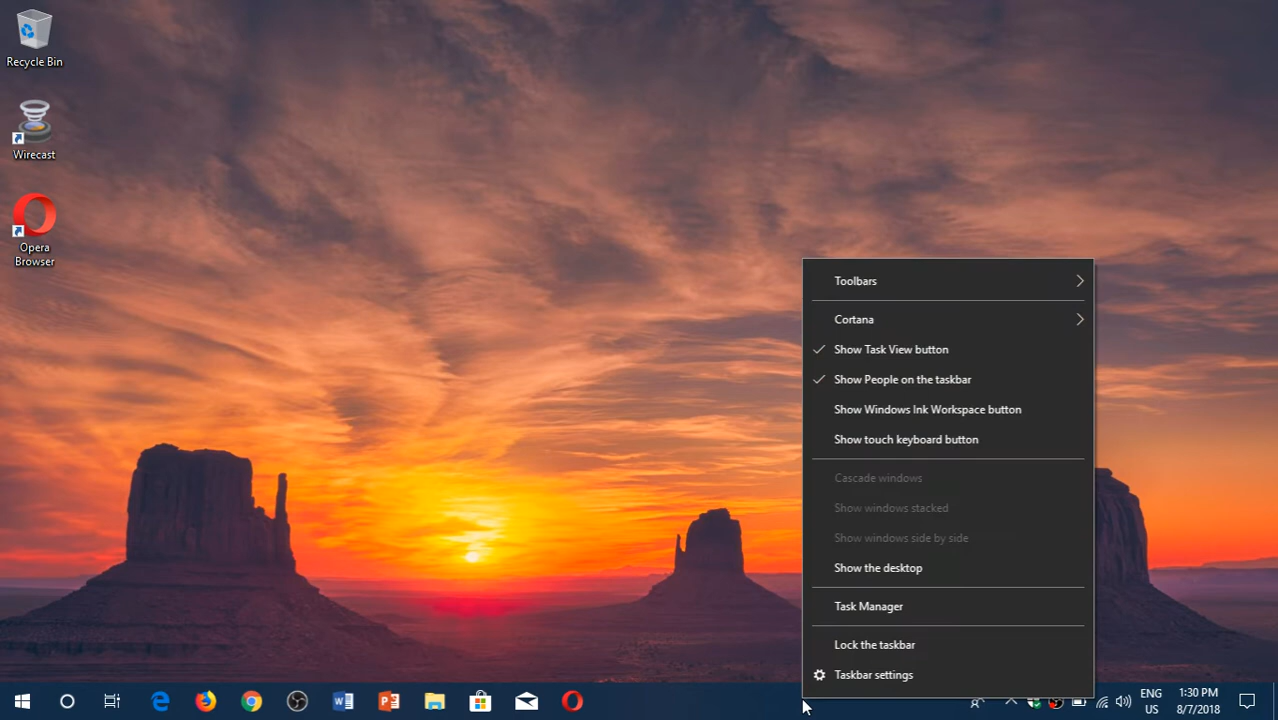 Recycle Bin
Wirecast
Opera
Browser
Toolbars
Cortana
Show Task View button
Show People on the taskbar
Show Windows Ink Workspace button
Show touch keyboard button
Cascade windows
Show windows stacked
Show windows side by side
Show the desktop
Task Manager
Lock the taskbar
Taskbar settings
ENG
US
1:30 PM
8/7/2018